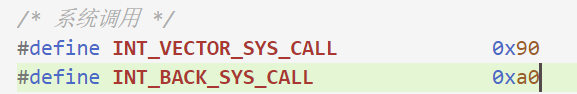 /* 系统调用 */
#define INT_VECTOR_SYS_CALL 0x90
#define INT_BACK_SYS_CALL 0xa0